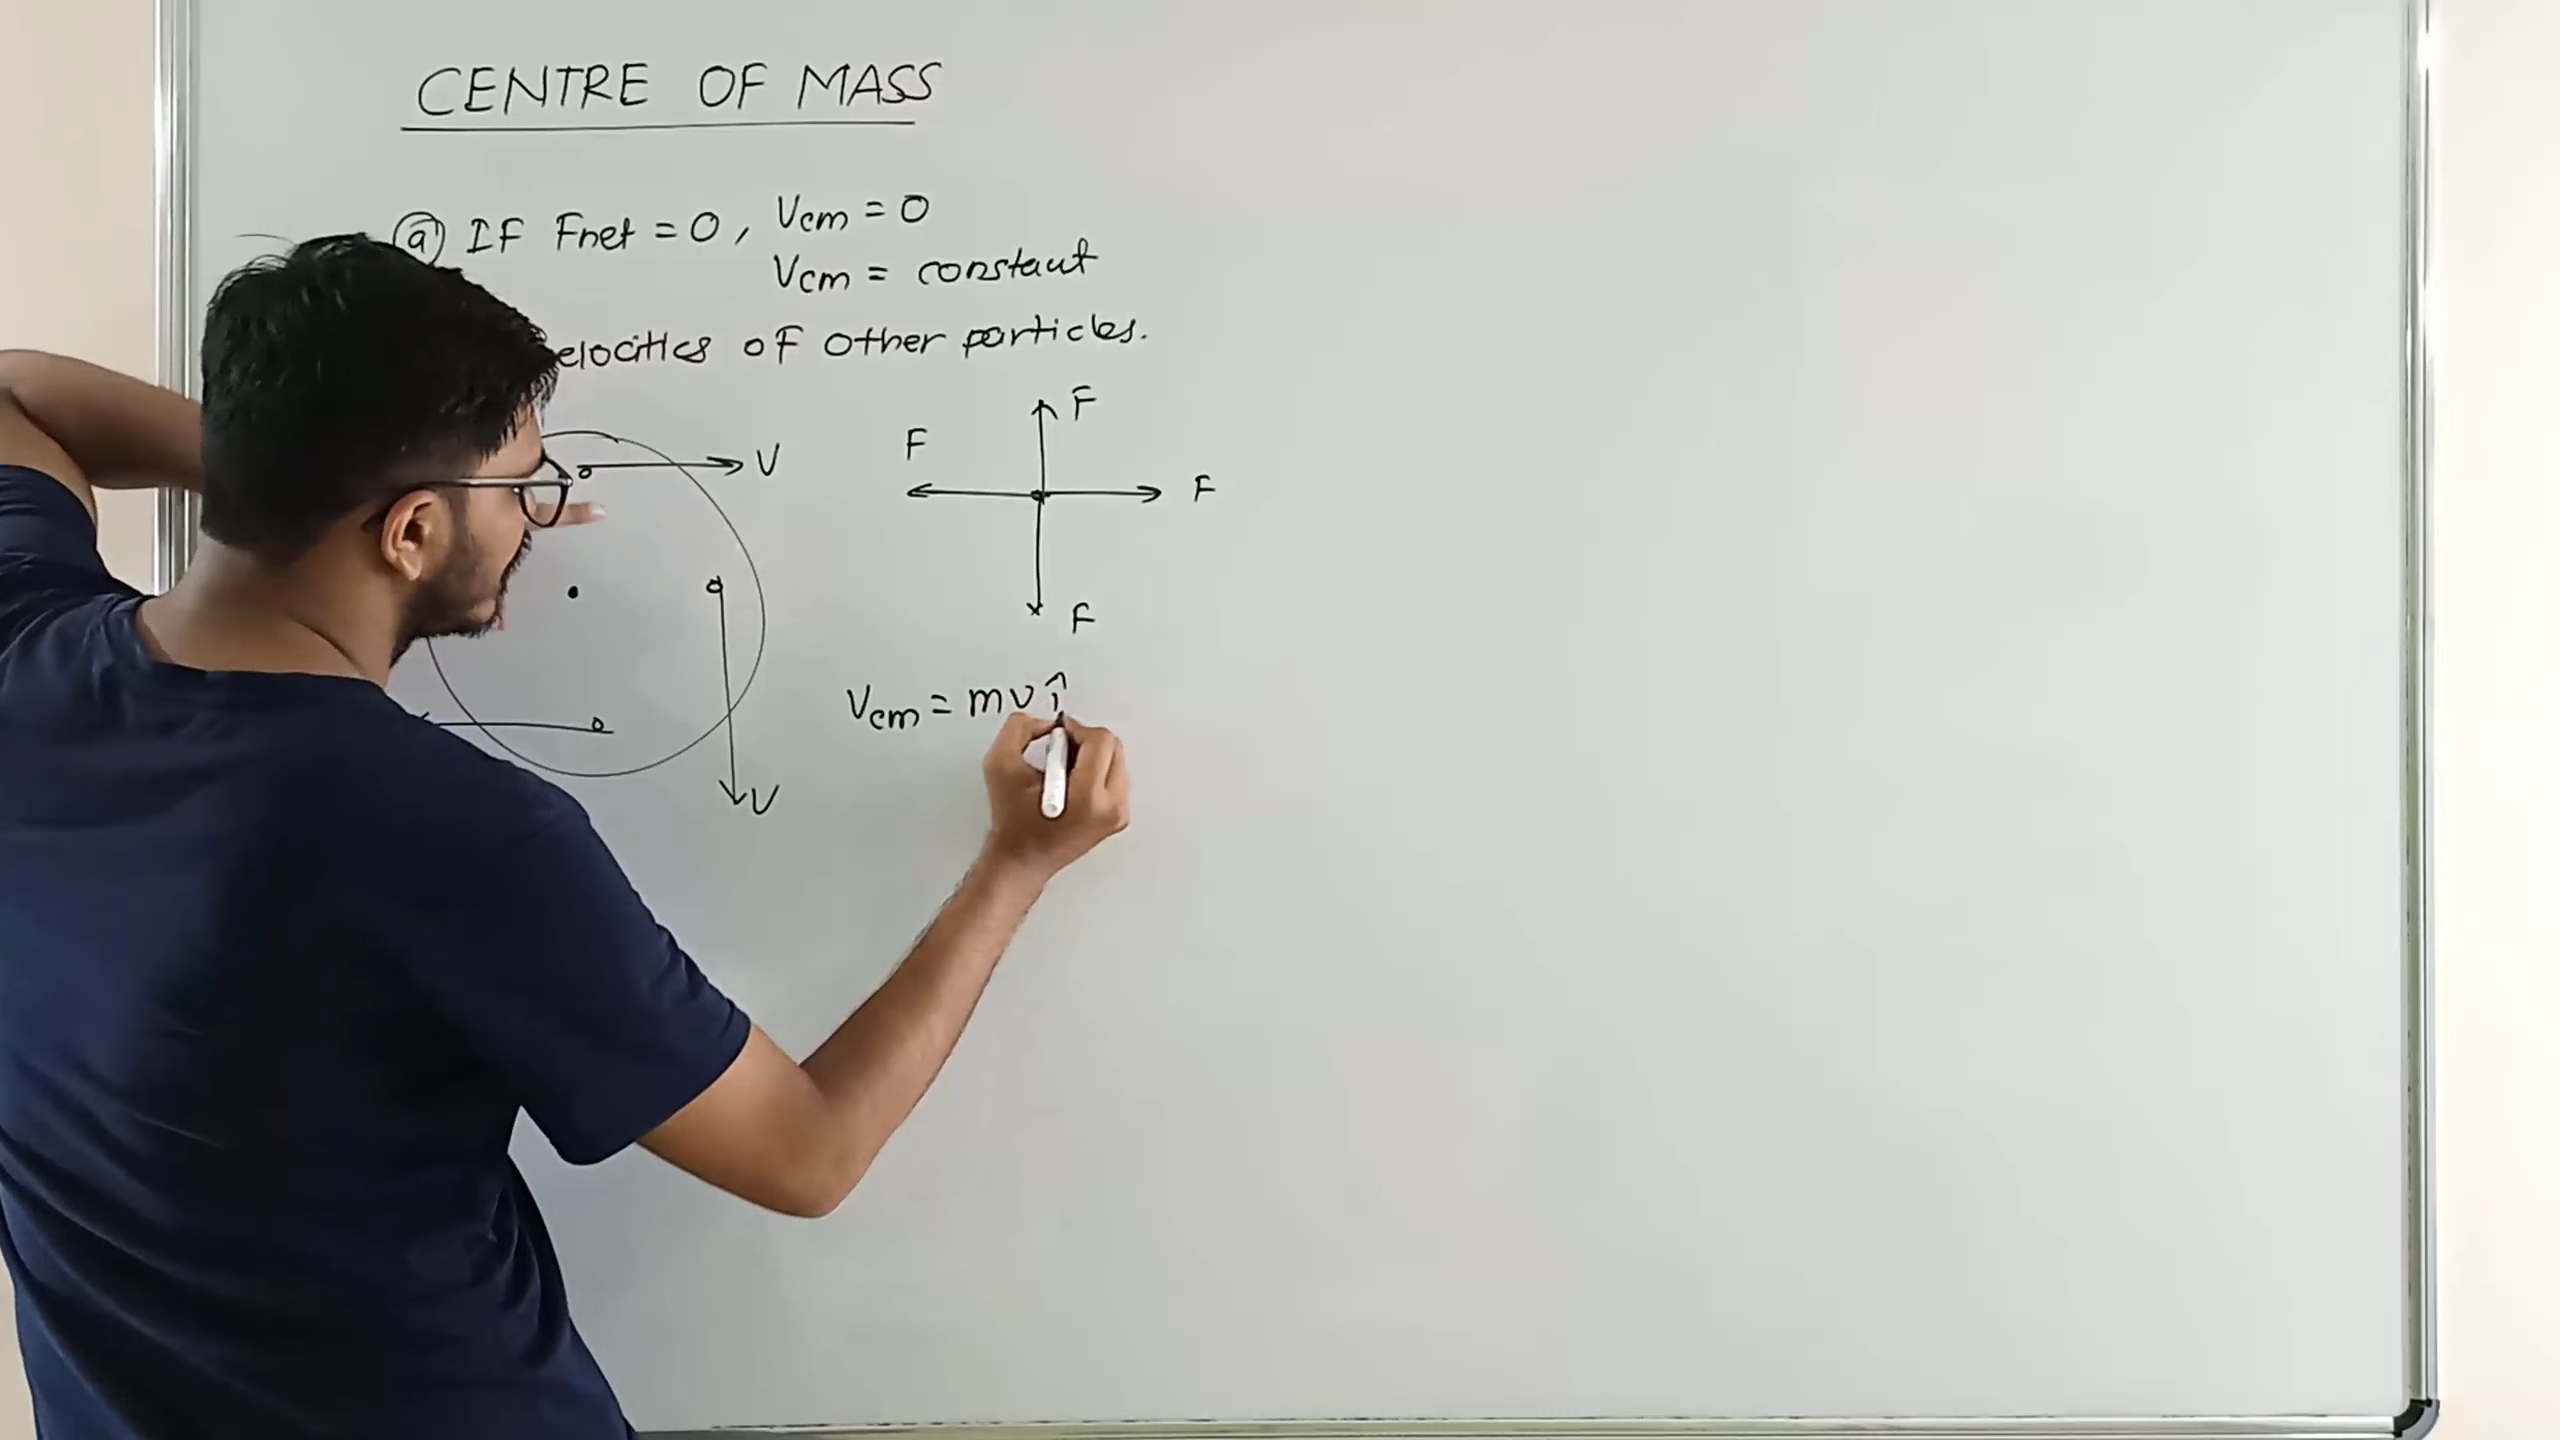 CENTRE OF MASS
(a) IF Fnet = 0, Vcm = 0
Vcm = constant
elocities of other particles.
V
F
F
F
F
V
Vcm = mv î